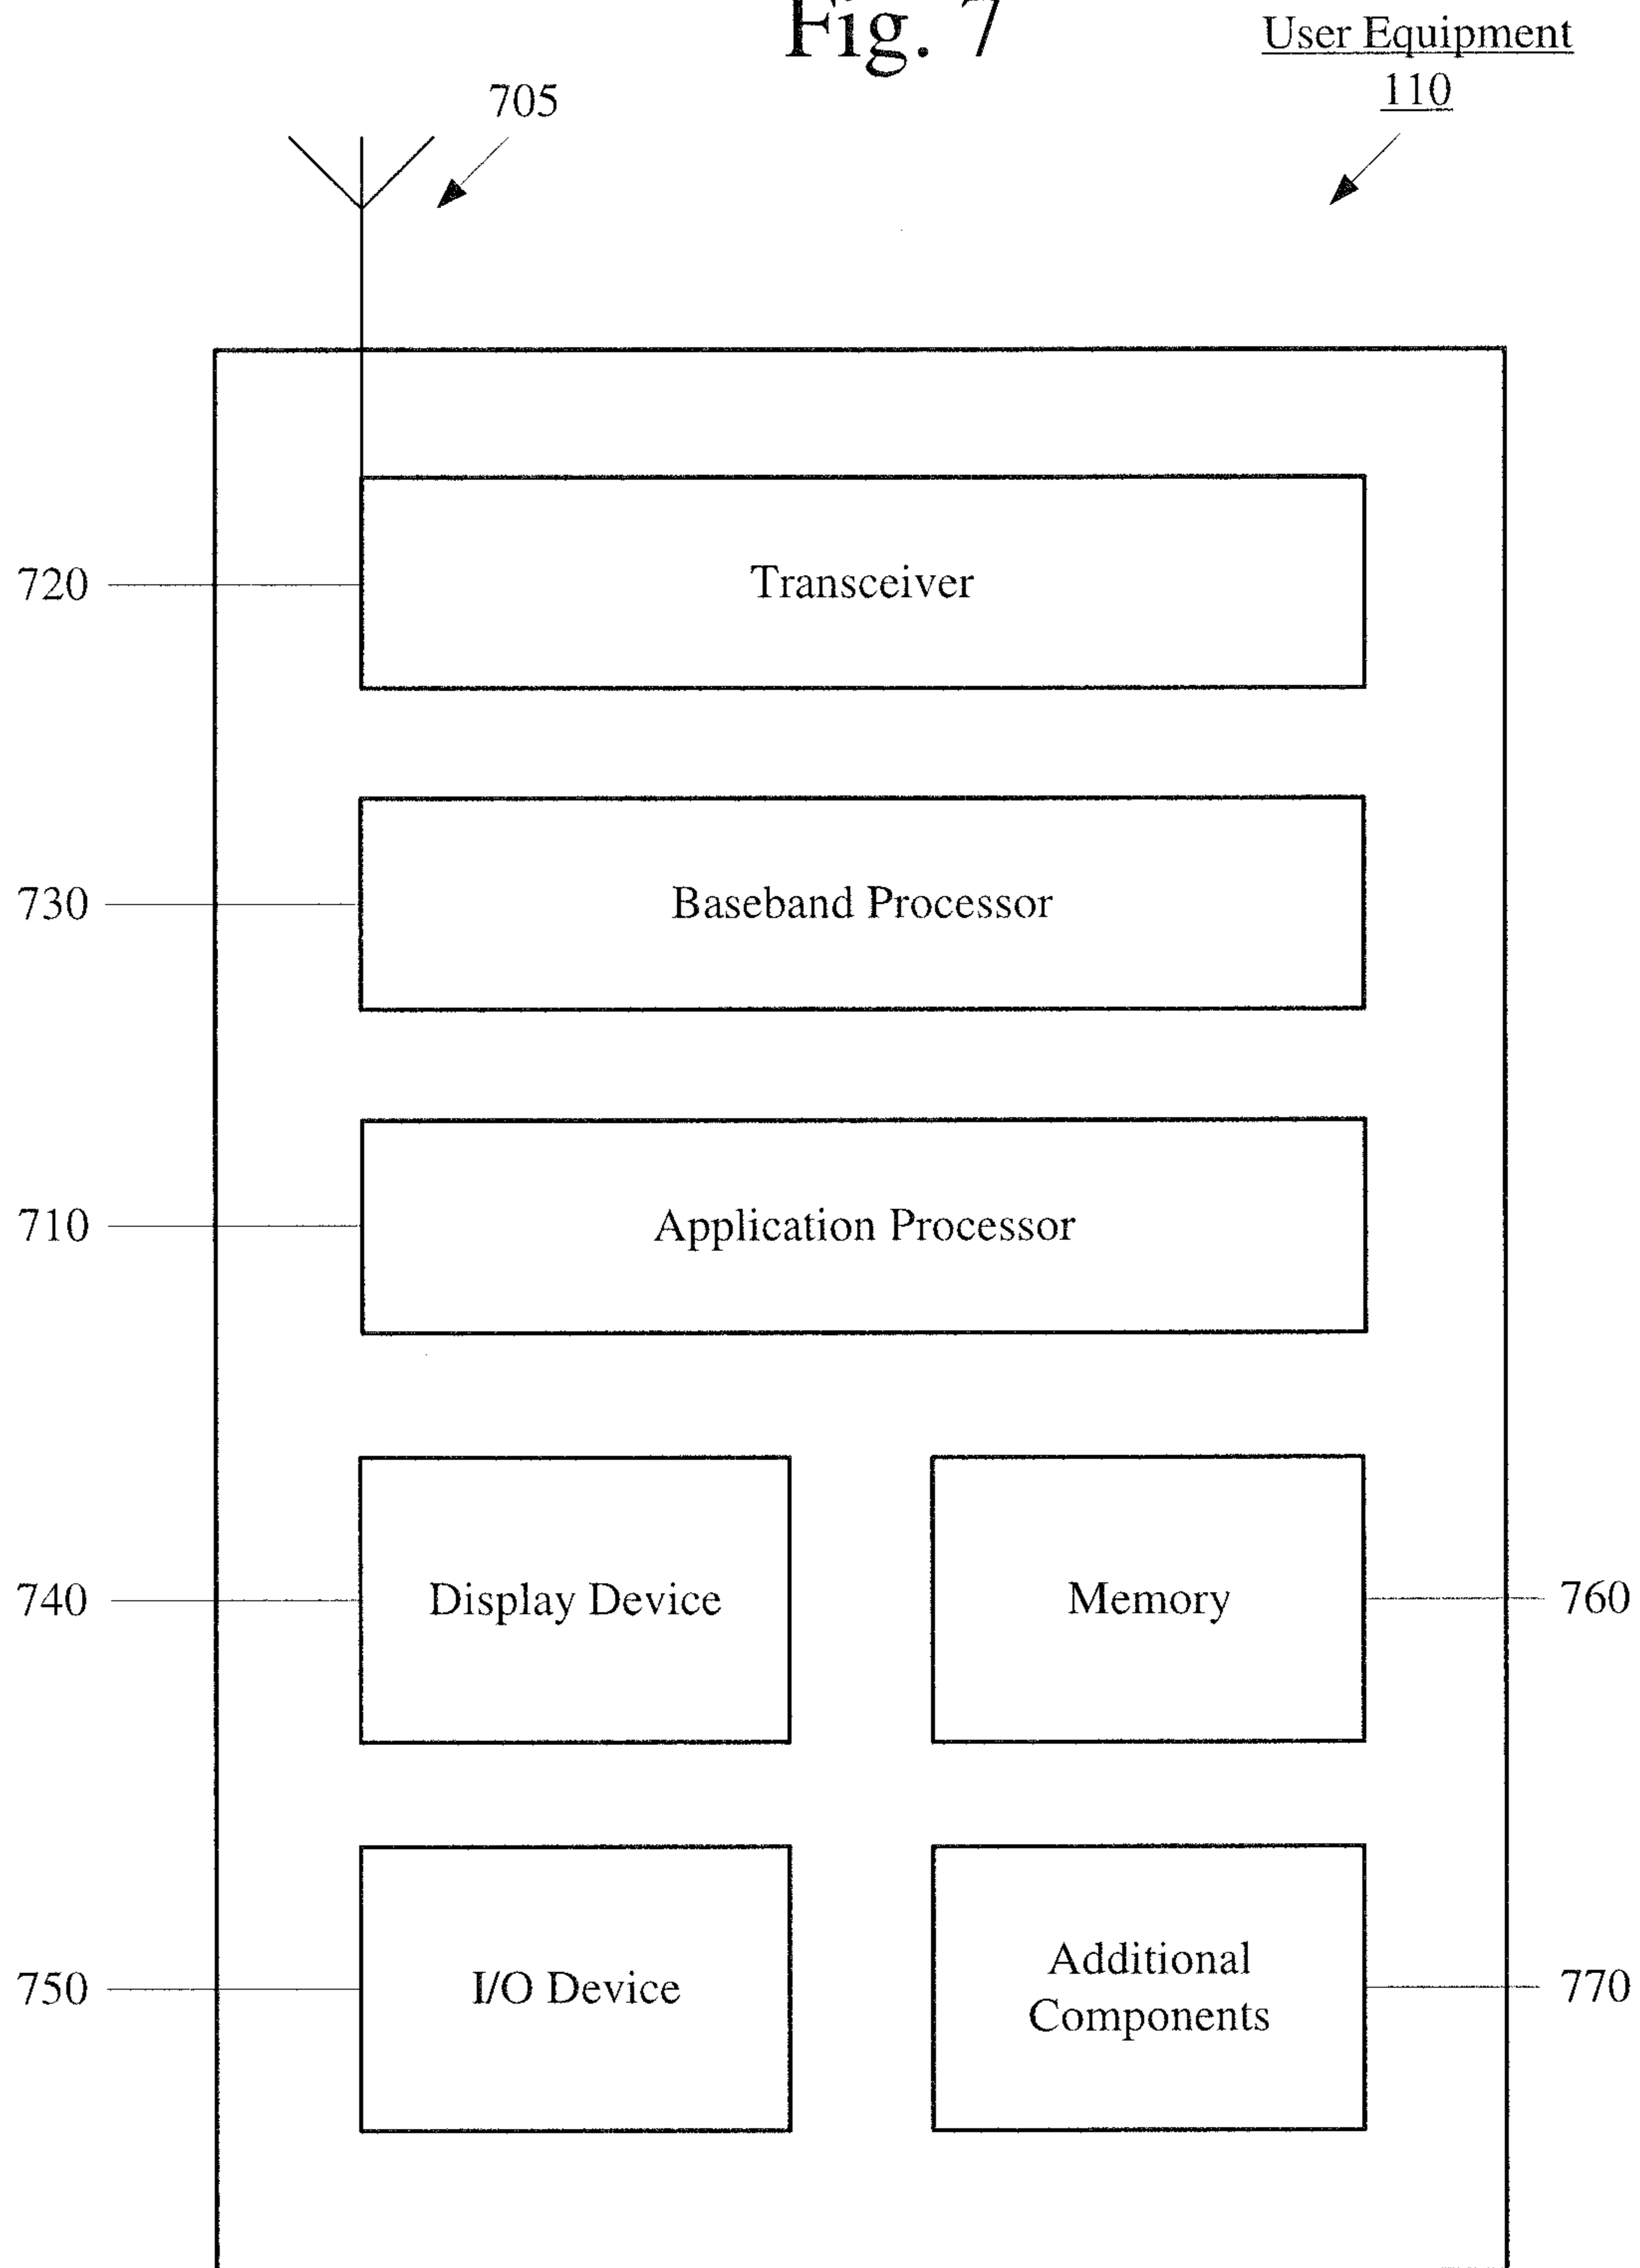 Fig. 7
User Equipment
110
705
720
Transceiver
730
Baseband Processor
710
Application Processor
740
Display Device
Memory
760
750
I/O Device
Additional
Components
770